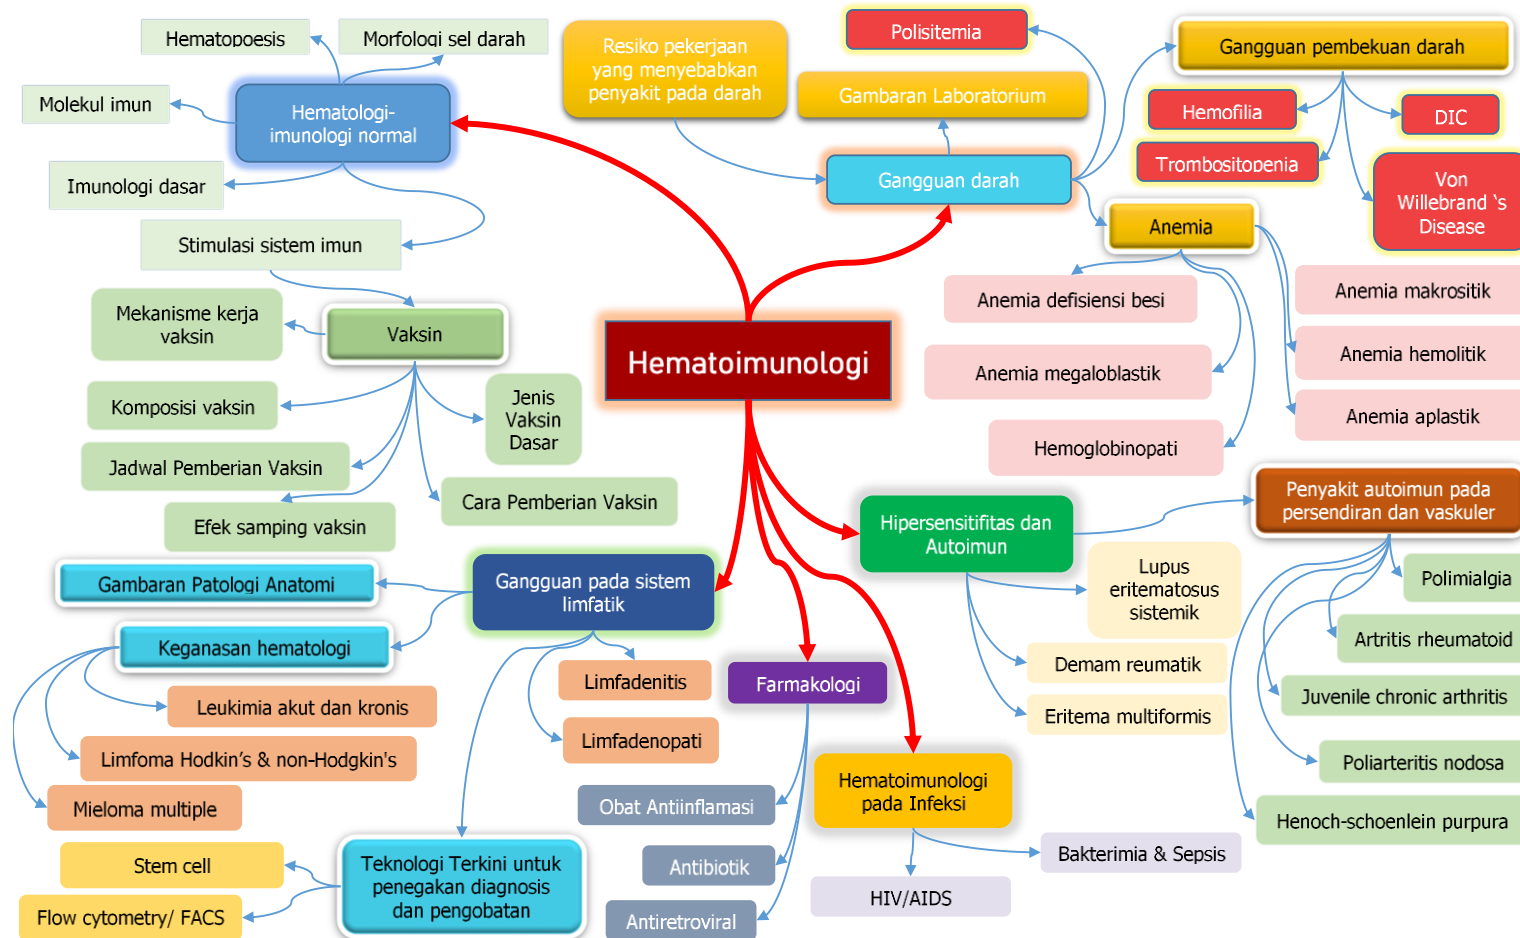 Hematopoesis
Morfologi sel darah
Molekul imun
Hematologi-
imunologi normal
Imunologi dasar
Stimulasi sistem imun
Mekanisme kerja
vaksin
Vaksin
Komposisi vaksin
Jenis
Vaksin
Dasar
Jadwal Pemberian Vaksin
Cara Pemberian Vaksin
Efek samping vaksin
Resiko pekerjaan
yang menyebabkan
penyakit pada darah
Polisitemia
Gambaran Laboratorium
Gangguan darah
Gangguan pembekuan darah
Hemofilia
DIC
Trombositopenia
Von
Willebrand ‘s
Disease
Anemia
Anemia defisiensi besi
Anemia makrositik
Anemia megaloblastik
Anemia hemolitik
Anemia aplastik
Hemoglobinopati
Hematoimunologi
Hipersensitifitas dan
Autoimun
Penyakit autoimun pada
persendiran dan vaskuler
Lupus
eritematosus
sistemik
Demam reumatik
Eritema multiformis
Polimialgia
Artritis rheumatoid
Juvenile chronic arthritis
Poliarteritis nodosa
Henoch-schoenlein purpura
Gangguan pada sistem
limfatik
Gambaran Patologi Anatomi
Keganasan hematologi
Leukimia akut dan kronis
Limfoma Hodkin’s & non-Hodgkin's
Mieloma multiple
Limfadenitis
Limfadenopati
Teknologi Terkini untuk
penegakan diagnosis
dan pengobatan
Stem cell
Flow cytometry/ FACS
Farmakologi
Obat Antiinflamasi
Antibiotik
Antiretroviral
Hematoimunologi
pada Infeksi
Bakterimia & Sepsis
HIV/AIDS